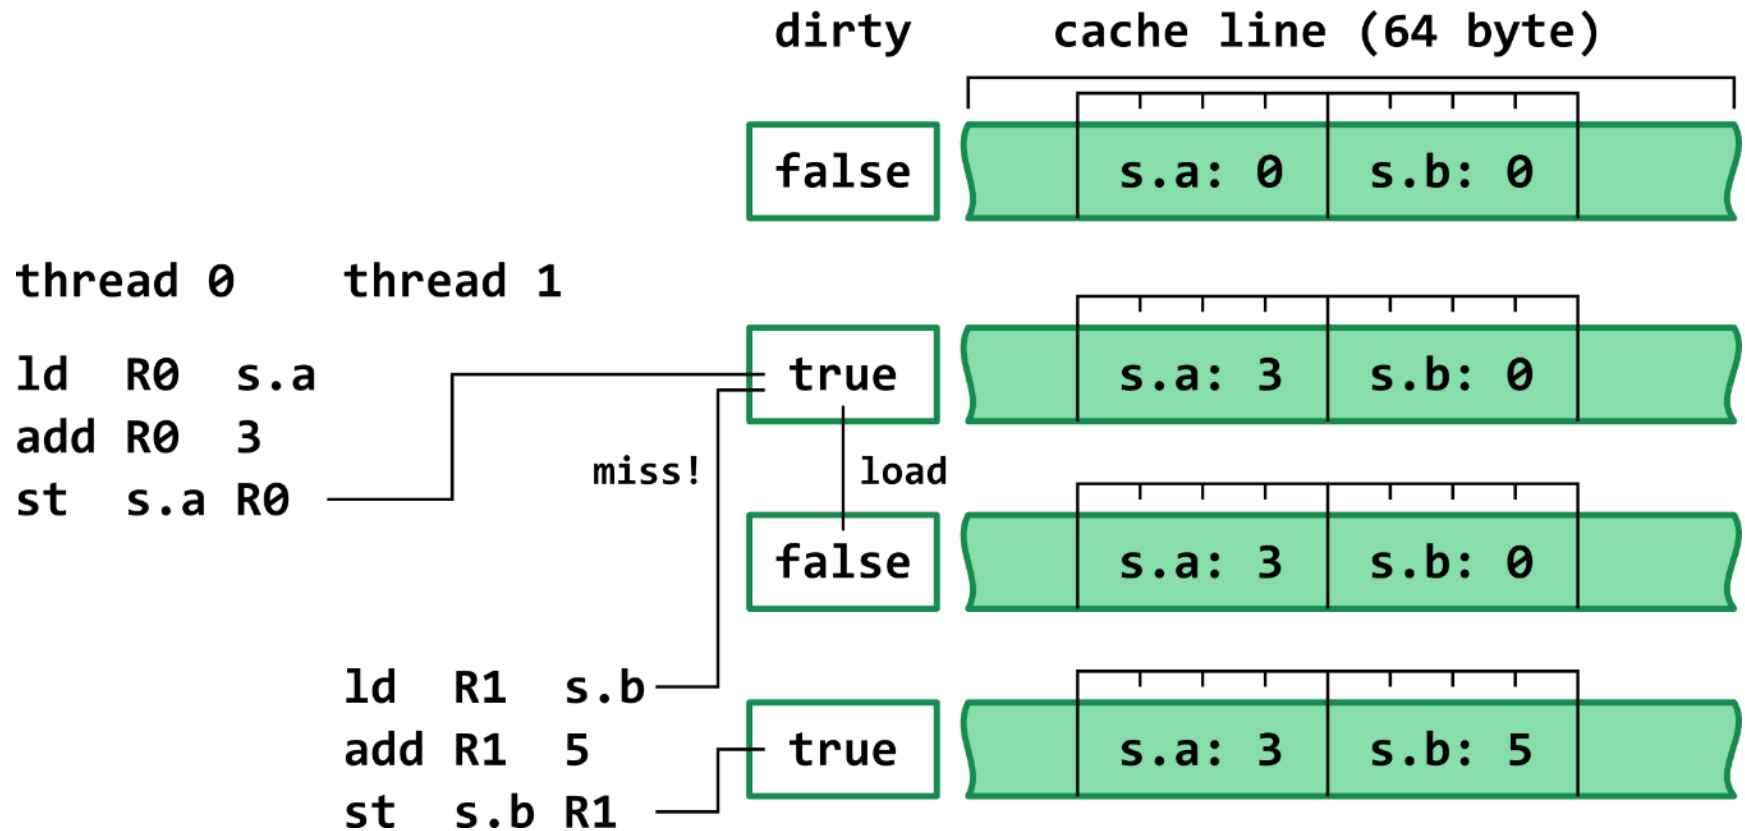 dirty cache line (64 byte)
false s.a: 0 s.b: 0
thread 0 thread 1
ld R0 s.a true s.a: 3 s.b: 0
add R0 3
miss! load
st s.a R0
false s.a: 3 s.b: 0
ld R1 s.b
add R1 5 true s.a: 3 s.b: 5
st s.b R1